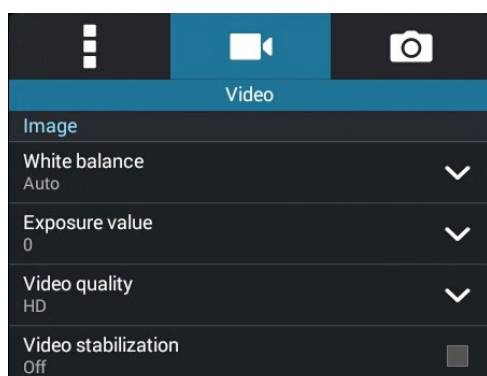 Video
Image
White balance
Auto
Exposure value
0
Video quality
HD
Video stabilization
Off